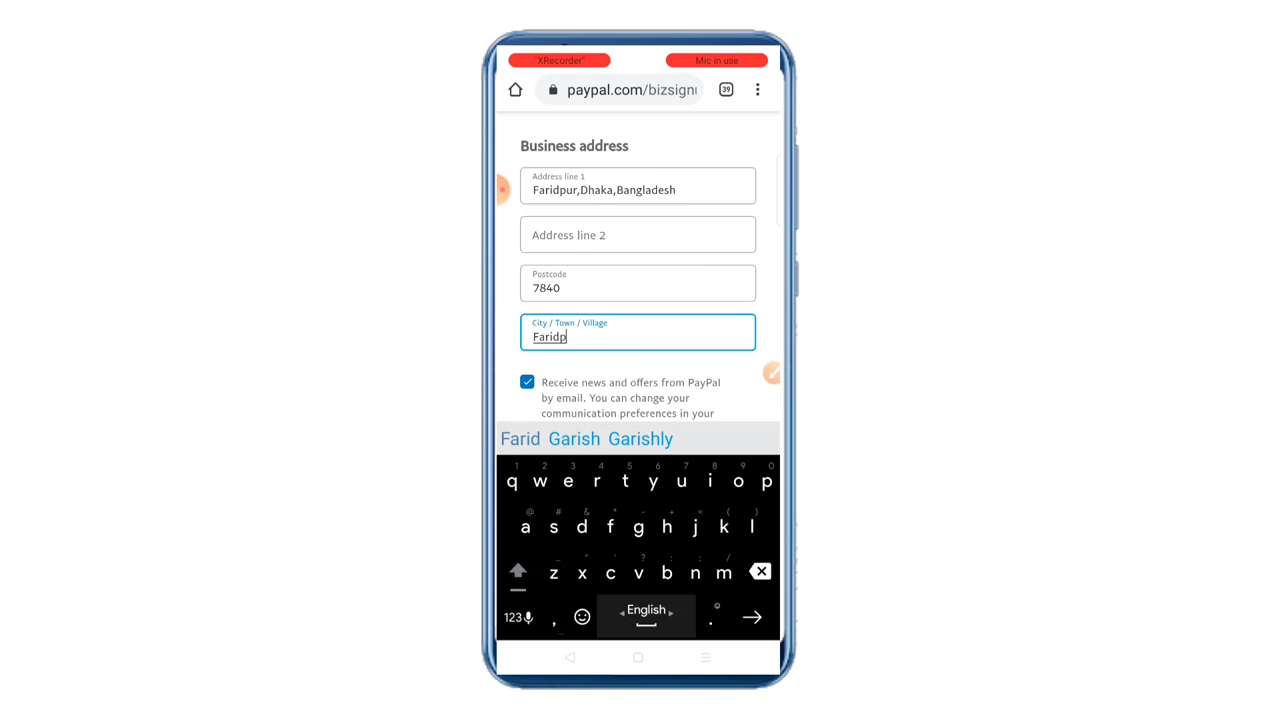 "XRecorder"
Mic in use
paypal.com/bizsign
39
Business address
Address line 1
Faridpur,Dhaka,Bangladesh
Address line 2
Postcode
7840
City / Town / Village
Faridp
Receive news and offers from PayPal
by email. You can change your
communication preferences in your
Farid Garish Garishly
1 2 3 4 5 6 7 8 9 0
q w e r t y u i o p
@ # & * - + = ( )
a s d f g h j k l
_ " ' ? : ; /
z x c v b n m
123 , English .